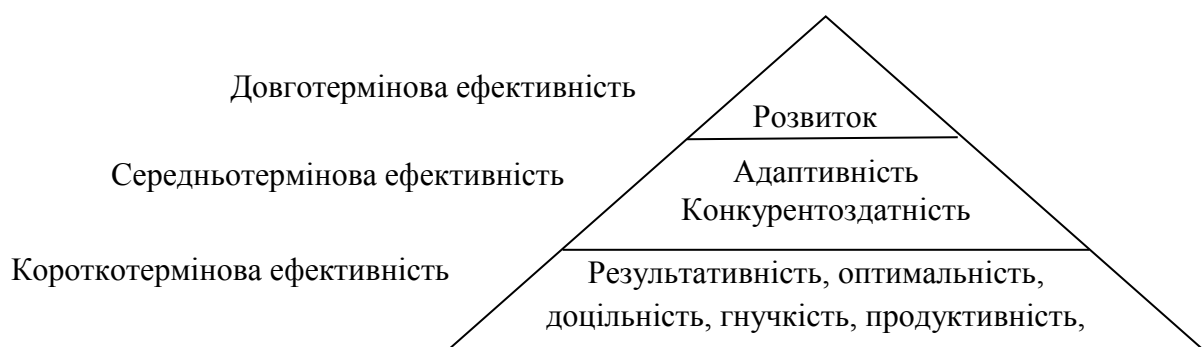 Довготермінова ефективність
Розвиток
Середньотермінова ефективність
Адаптивність
Конкурентоздатність
Короткотермінова ефективність
Результативність, оптимальність,
доцільність, гнучкість, продуктивність,